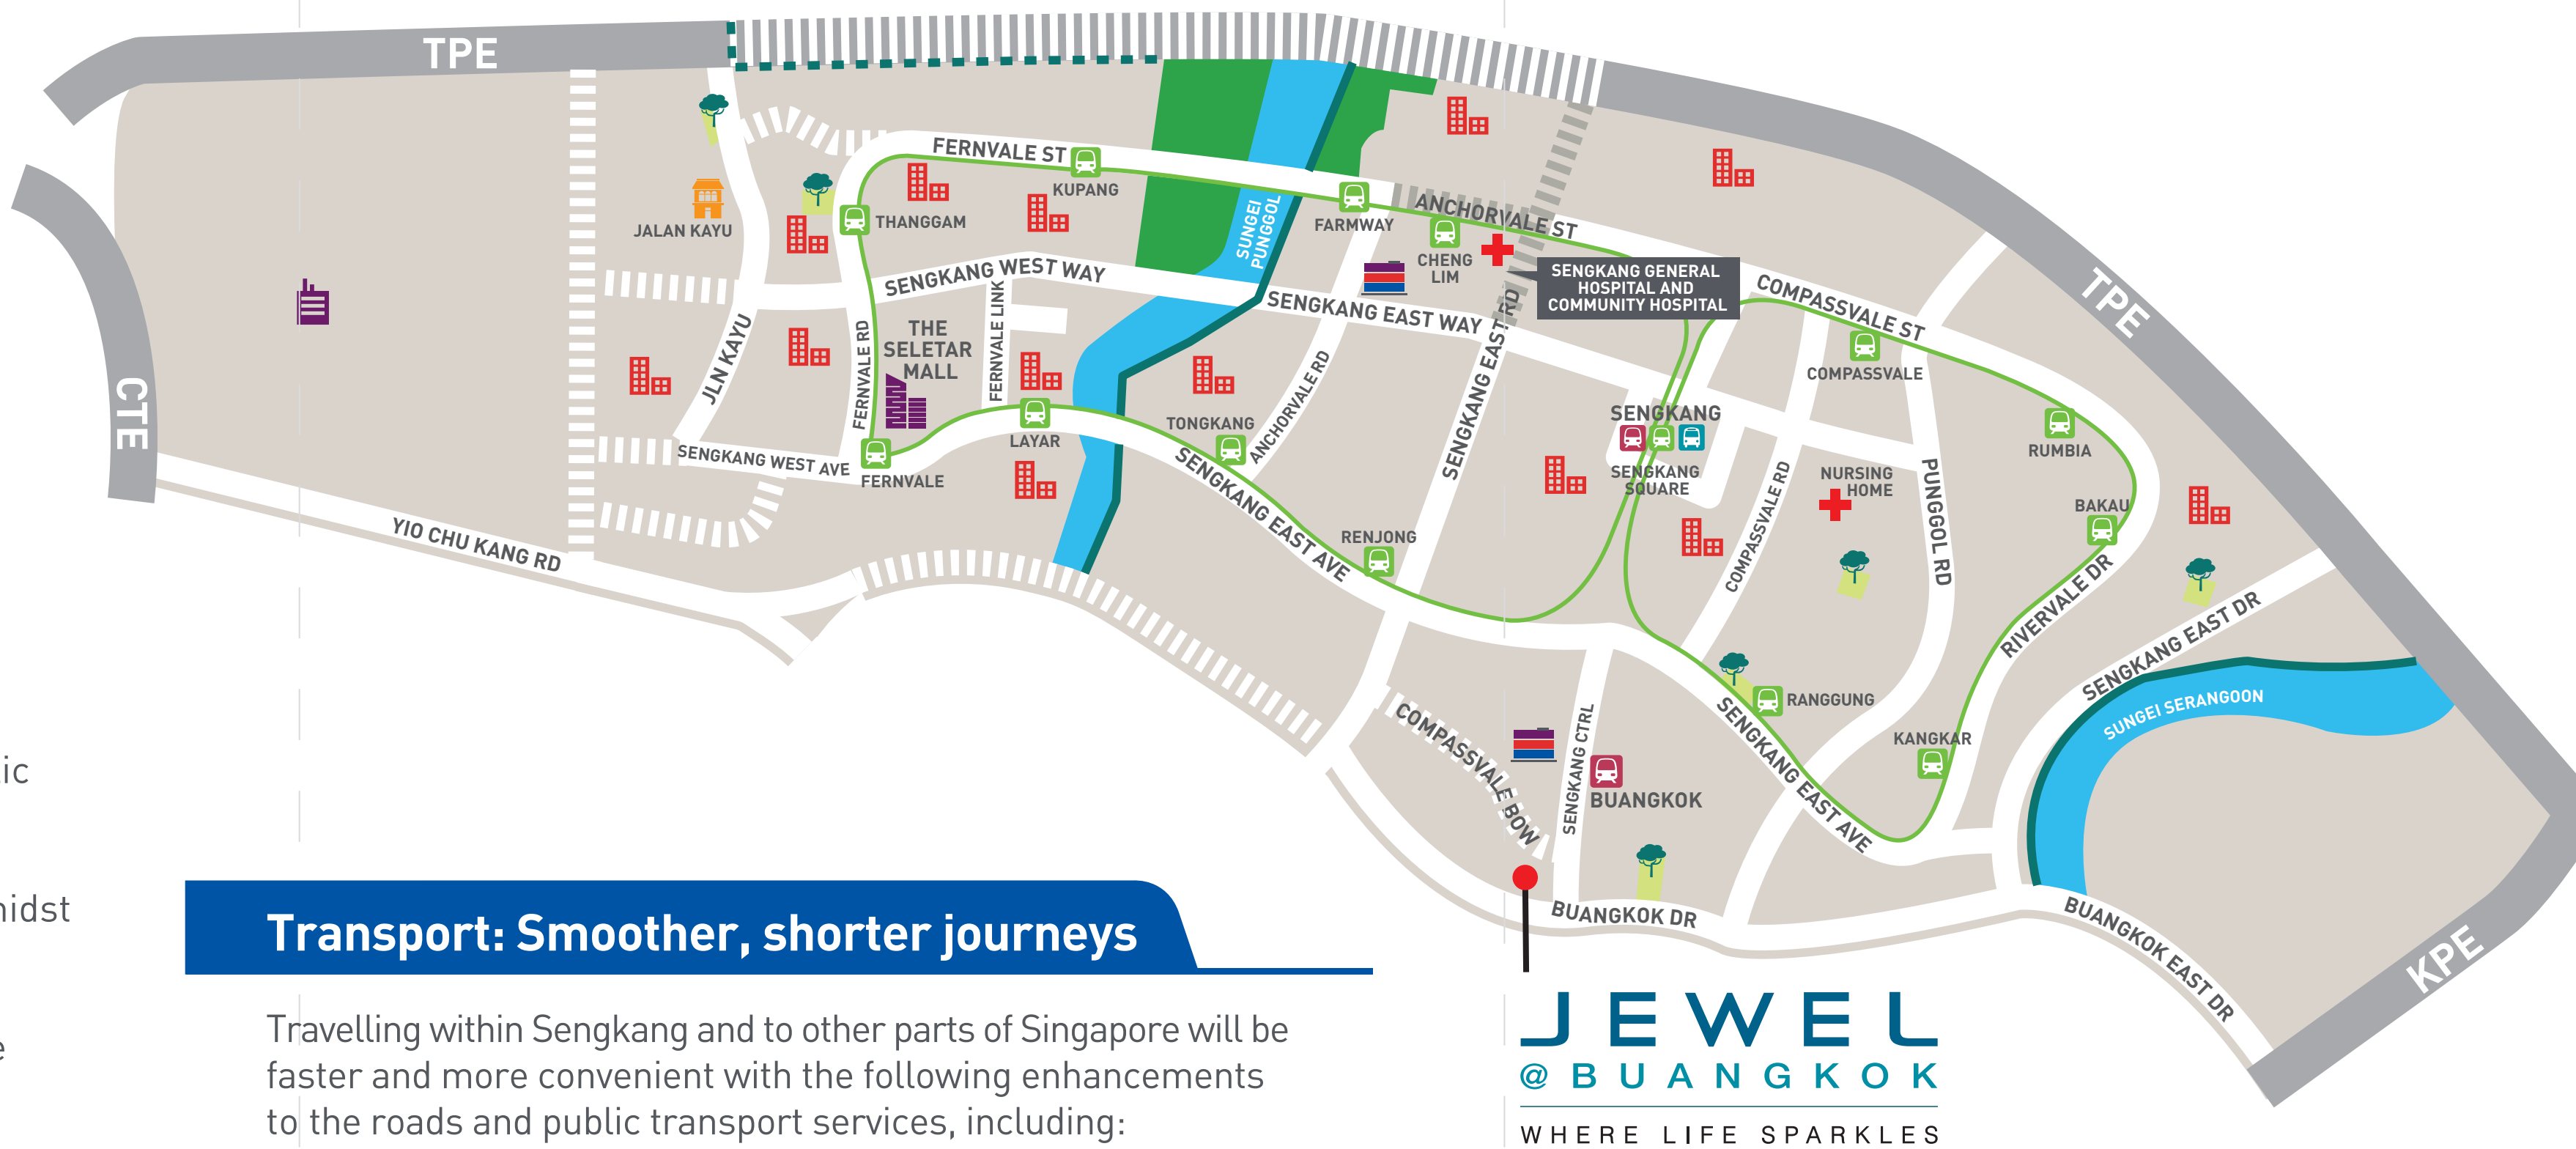 TPE
FERNVALE ST
KUPANG
THANGGAM
JALAN KAYU
SUNGEI
PUNGGOL
FARMWAY
ANCHORVALE ST
CHENG
LIM
SENGKANG GENERAL
HOSPITAL AND
COMMUNITY HOSPITAL
SENGKANG WEST WAY
SENGKANG EAST WAY
COMPASSVALE ST
COMPASSVALE
TPE
CTE
JLN KAYU
FERNVALE RD
THE
SELETAR
MALL
FERNVALE LINK
LAYAR
TONGKANG
ANCHORVALE RD
SENGKANG EAST RD
SENGKANG
SENGKANG
SQUARE
COMPASSVALE RD
NURSING
HOME
PUNGGOL RD
RUMBIA
BAKAU
SENGKANG WEST AVE
FERNVALE
YIO CHU KANG RD
SENGKANG EAST AVE
RENJONG
RIVERVALE DR
SENGKANG EAST DR
SUNGEI SERANGOON
RANGGUNG
KANGKAR
SENGKANG EAST AVE
COMPASSVALE BOW
SENGKANG CTRL
BUANGKOK
BUANGKOK DR
BUANGKOK EAST DR
KPE
ic
midst
e
Transport: Smoother, shorter journeys
Travelling within Sengkang and to other parts of Singapore will be
faster and more convenient with the following enhancements
to the roads and public transport services, including:
JEWEL
@BUANGKOK
WHERE LIFE SPARKLES